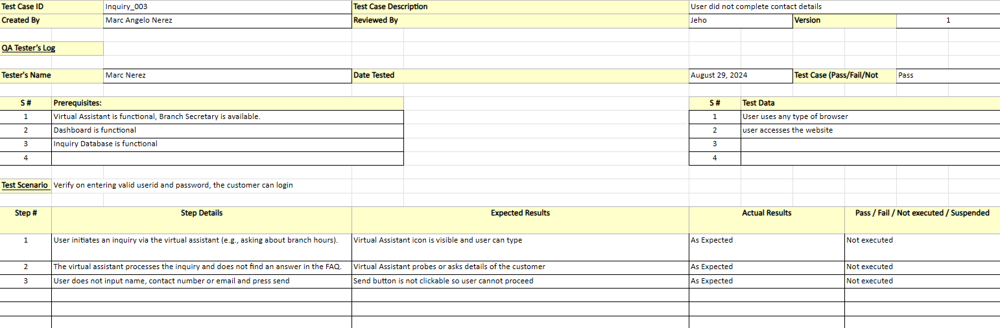 Test Case ID Inquiry_003 Test Case Description User did not complete contact details
Created By Marc Angelo Nerez Reviewed By Jeho Version 1
QA Tester's Log
Tester's Name Marc Nerez Date Tested August 29, 2024 Test Case (Pass/Fail/Not Pass
S # Prerequisites: S # Test Data
1 Virtual Assistant is functional, Branch Secretary is available. 1 User uses any type of browser
2 Dashboard is functional 2 user accesses the website
3 Inquiry Database is functional 3
4 4
Test Scenario Verify on entering valid userid and password, the customer can login
Step # Step Details Expected Results Actual Results Pass / Fail / Not executed / Suspended
1 User initiates an inquiry via the virtual assistant (e.g., asking about branch hours). Virtual Assistant icon is visible and user can type As Expected Not executed
2 The virtual assistant processes the inquiry and does not find an answer in the FAQ. Virtual Assistant probes or asks details of the customer As Expected Not executed
3 User does not input name, contact number or email and press send Send button is not clickable so user cannot proceed As Expected Not executed